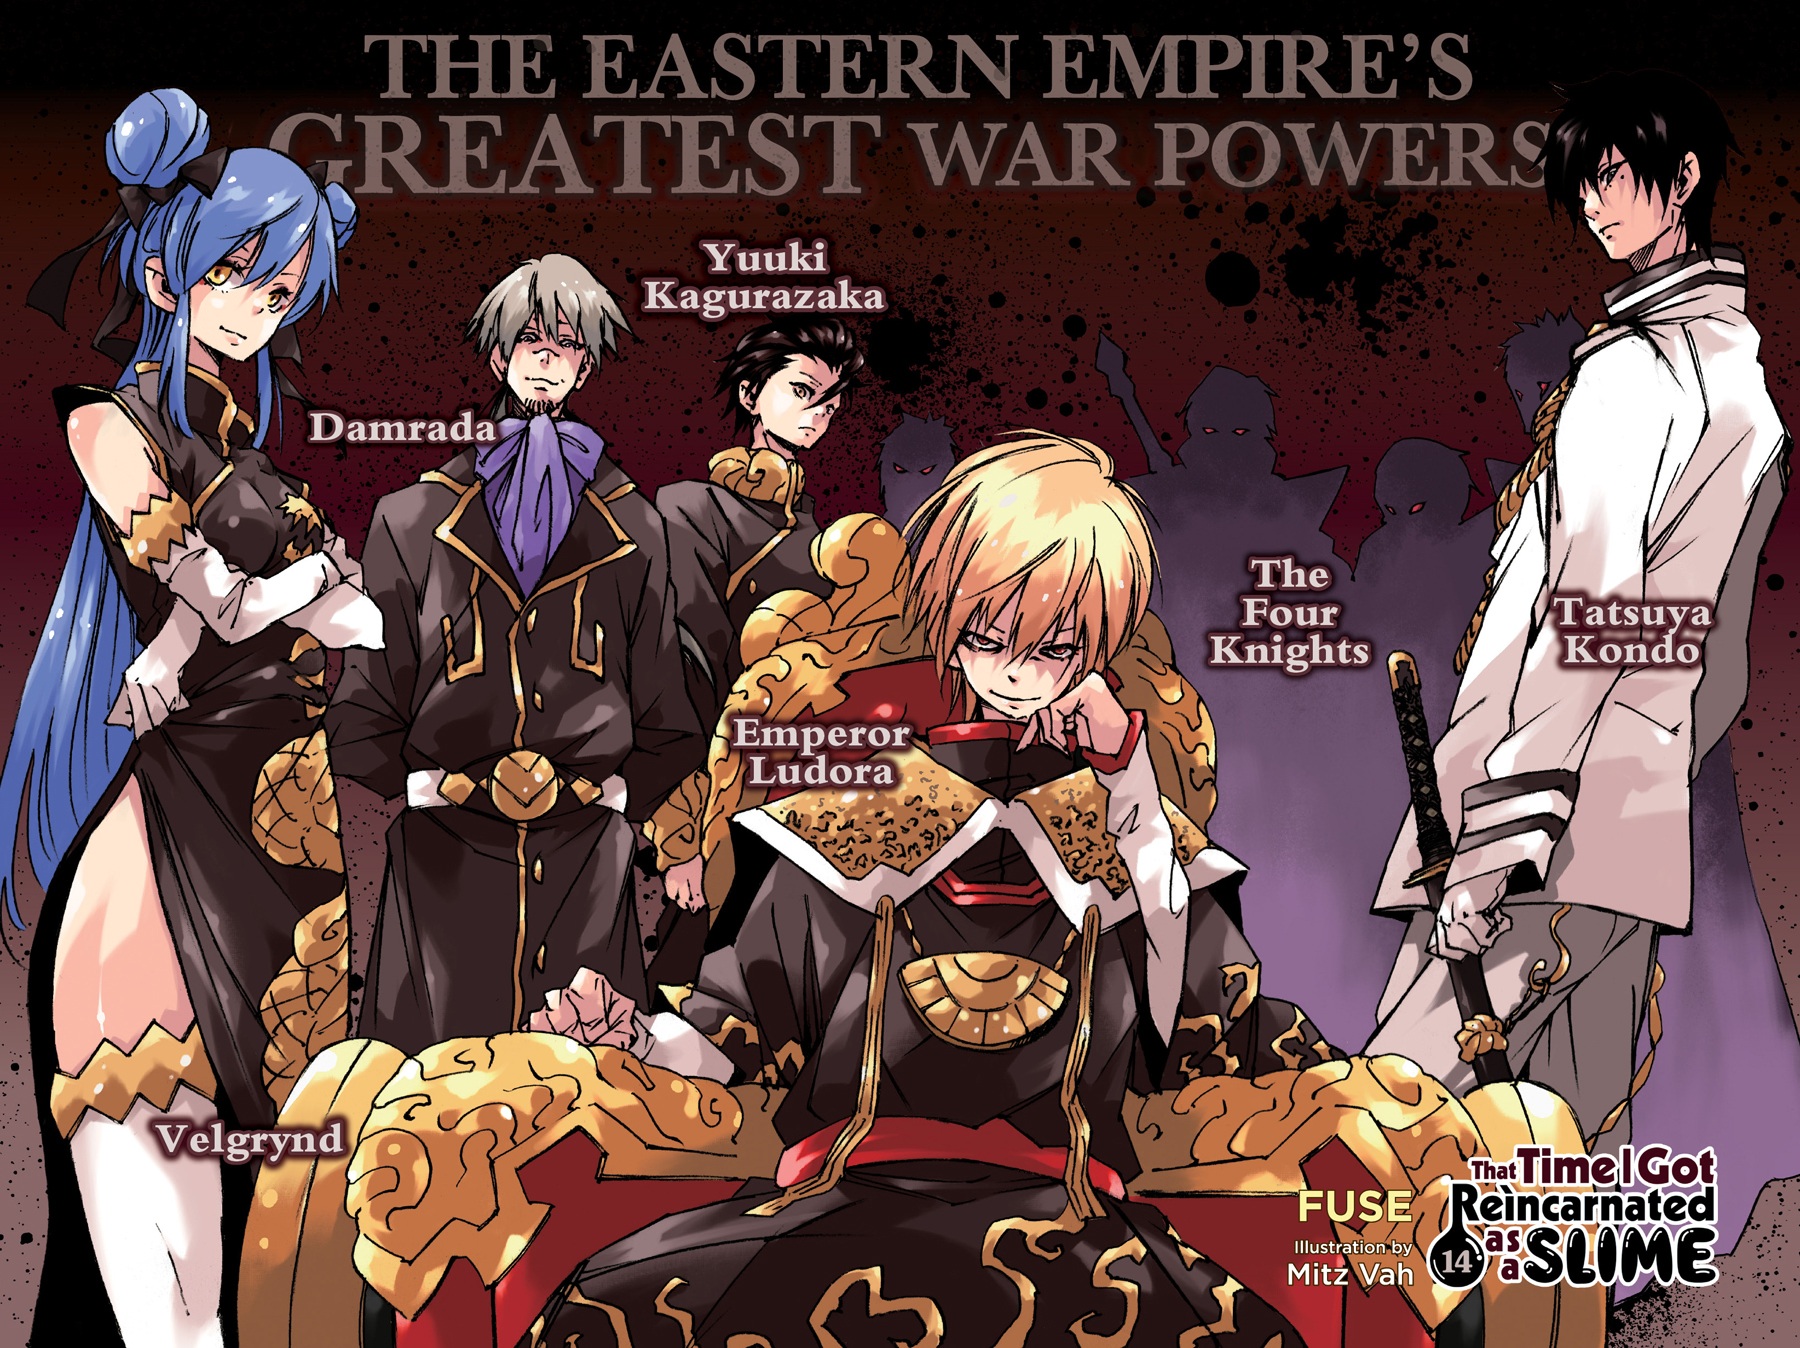 THE EASTERN EMPIRE'S
GREATEST WAR POWERS
Yuuki
Kagurazaka
Damrada
The
Four
Knights
Tatsuya
Kondo
Emperor
Ludora
Velgrynd
FUSE
Illustration by
Mitz Vah
That Time I Got
Reincarnated
as
a SLIME
14